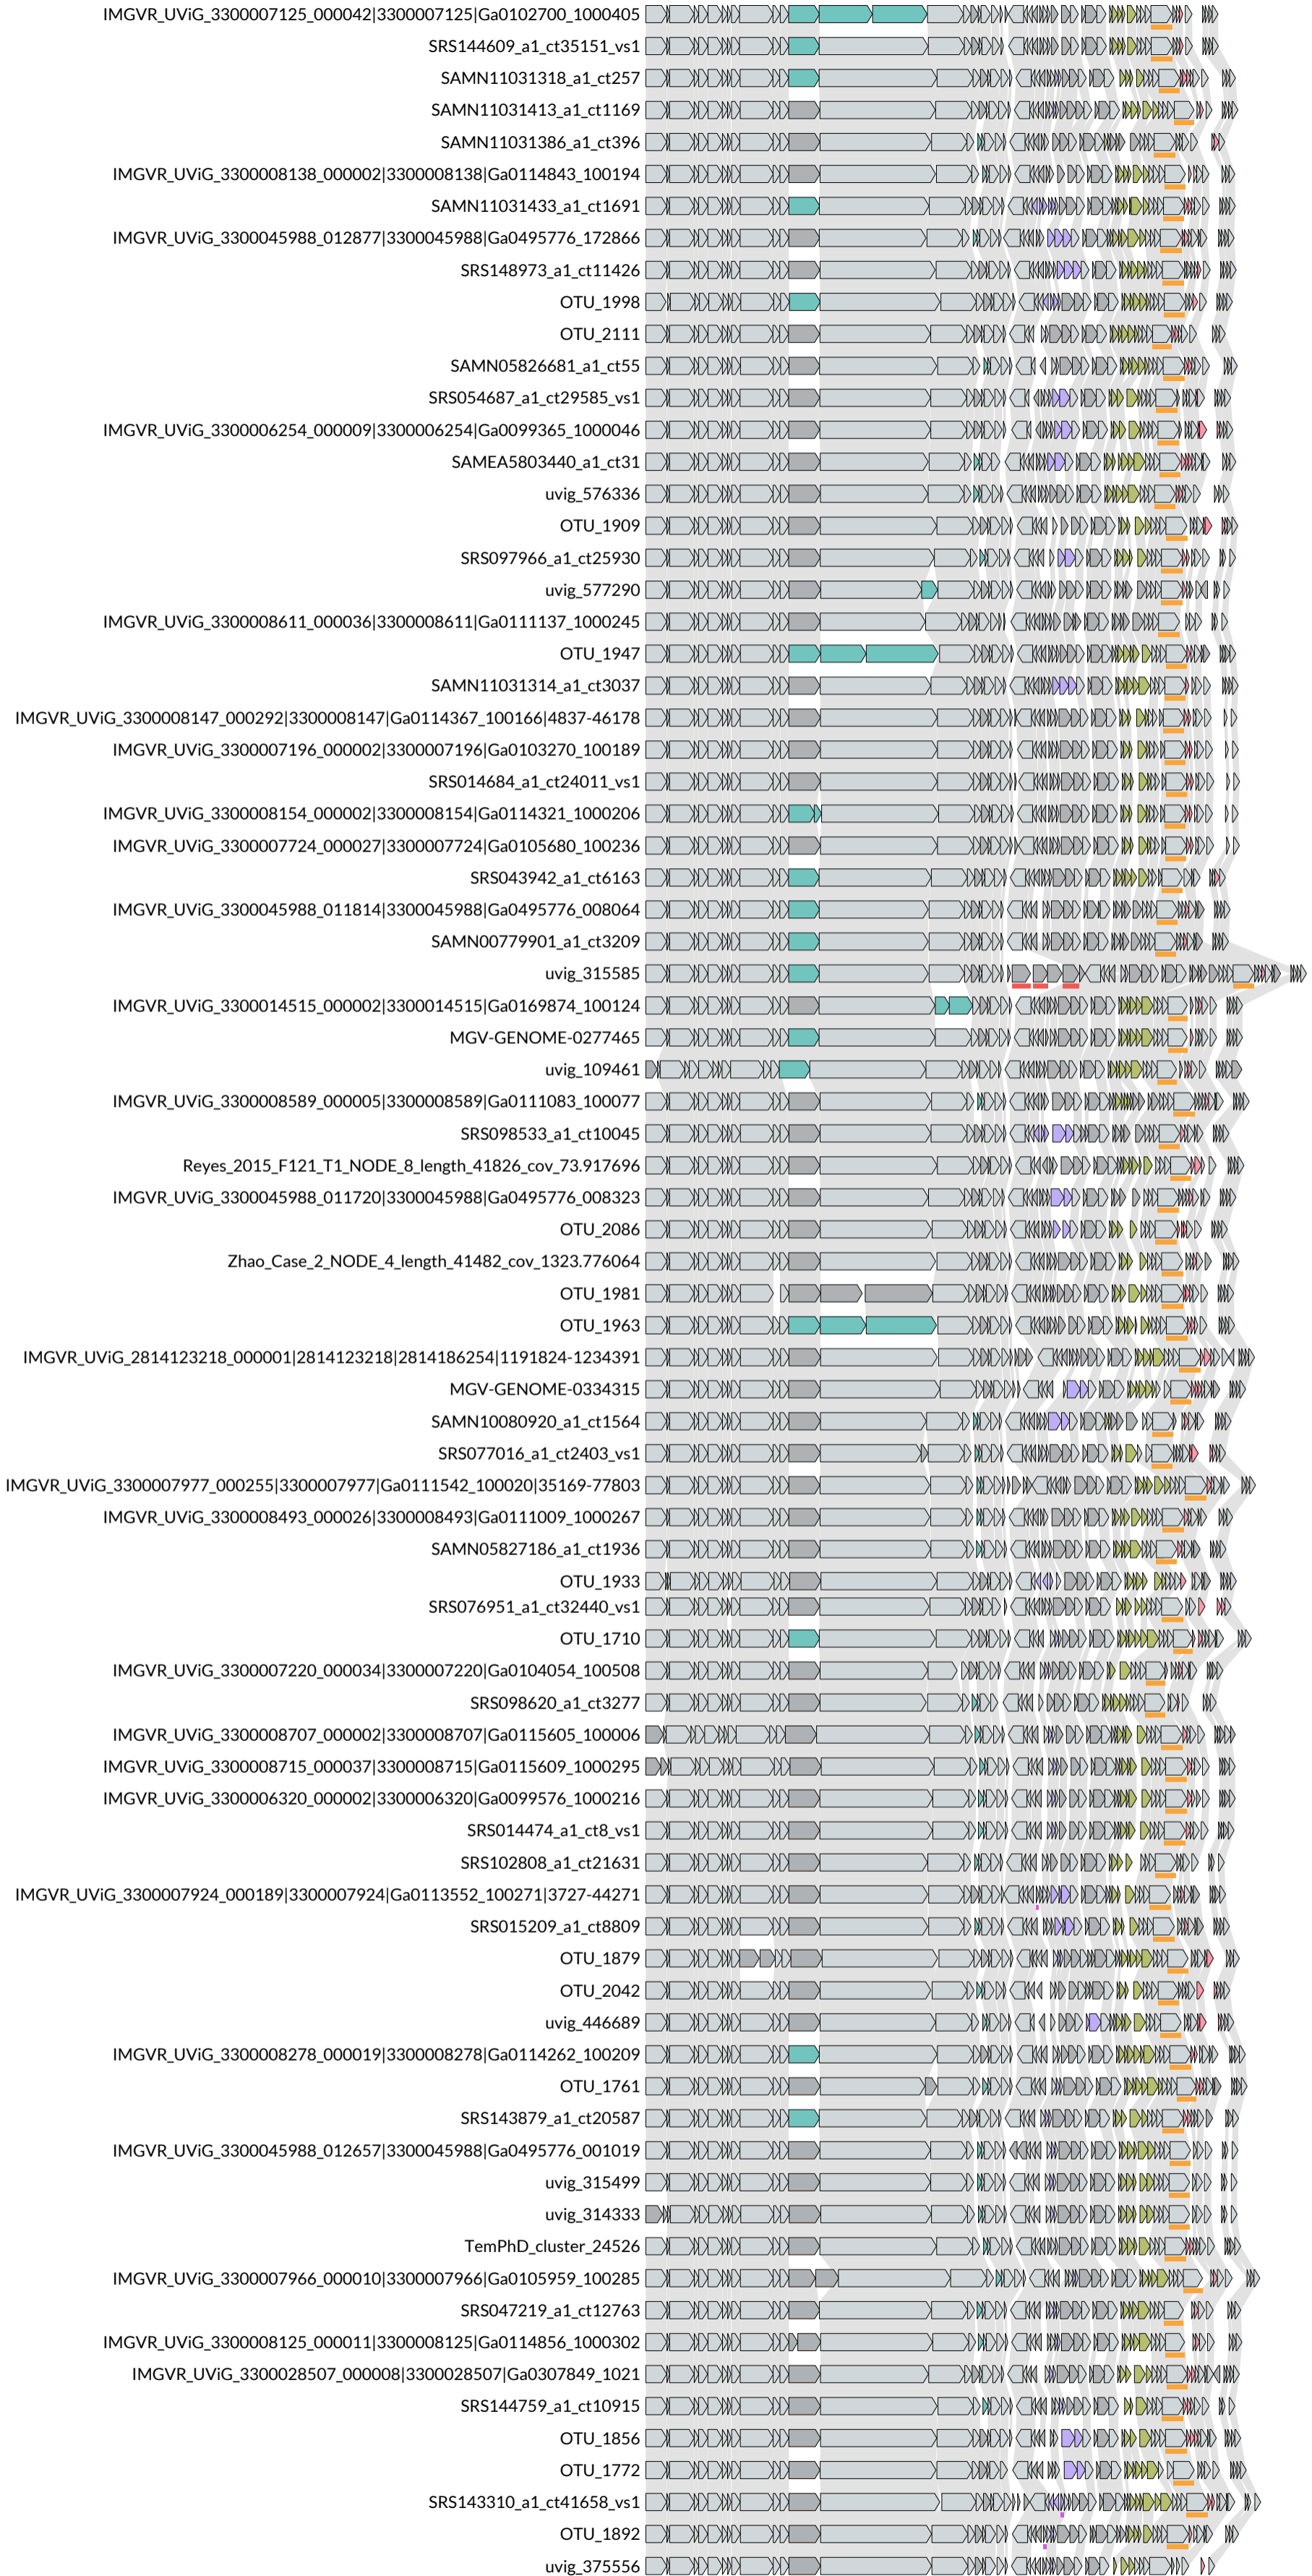 IMGVR_UViG_3300007125_000042|3300007125|Ga0102700_1000405
SRS144609_a1_ct35151_vs1
SAMN11031318_a1_ct257
SAMN11031413_a1_ct1169
SAMN11031386_a1_ct396
IMGVR_UViG_3300008138_000002|3300008138|Ga0114843_100194
SAMN11031433_a1_ct1691
IMGVR_UViG_3300045988_012877|3300045988|Ga0495776_172866
SRS148973_a1_ct11426
OTU_1998
OTU_2111
SAMN05826681_a1_ct55
SRS054687_a1_ct29585_vs1
IMGVR_UViG_3300006254_000009|3300006254|Ga0099365_1000046
SAMEA5803440_a1_ct31
uvig_576336
OTU_1909
SRS097966_a1_ct25930
uvig_577290
IMGVR_UViG_3300008611_000036|3300008611|Ga0111137_1000245
OTU_1947
SAMN11031314_a1_ct3037
IMGVR_UViG_3300008147_000292|3300008147|Ga0114367_100166|4837-46178
IMGVR_UViG_3300007196_000002|3300007196|Ga0103270_100189
SRS014684_a1_ct24011_vs1
IMGVR_UViG_3300008154_000002|3300008154|Ga0114321_1000206
IMGVR_UViG_3300007724_000027|3300007724|Ga0105680_100236
SRS043942_a1_ct6163
IMGVR_UViG_3300045988_011814|3300045988|Ga0495776_008064
SAMN00779901_a1_ct3209
uvig_315585
IMGVR_UViG_3300014515_000002|3300014515|Ga0169874_100124
MGV-GENOME-0277465
uvig_109461
IMGVR_UViG_3300008589_000005|3300008589|Ga0111083_100077
SRS098533_a1_ct10045
Reyes_2015_F121_T1_NODE_8_length_41826_cov_73.917696
IMGVR_UViG_3300045988_011720|3300045988|Ga0495776_008323
OTU_2086
Zhao_Case_2_NODE_4_length_41482_cov_1323.776064
OTU_1981
OTU_1963
IMGVR_UViG_2814123218_000001|2814123218|2814186254|1191824-1234391
MGV-GENOME-0334315
SAMN10080920_a1_ct1564
SRS077016_a1_ct2403_vs1
IMGVR_UViG_3300007977_000255|3300007977|Ga0111542_100020|35169-77803
IMGVR_UViG_3300008493_000026|3300008493|Ga0111009_1000267
SAMN05827186_a1_ct1936
OTU_1933
SRS076951_a1_ct32440_vs1
OTU_1710
IMGVR_UViG_3300007220_000034|3300007220|Ga0104054_100508
SRS098620_a1_ct3277
IMGVR_UViG_3300008707_000002|3300008707|Ga0115605_100006
IMGVR_UViG_3300008715_000037|3300008715|Ga0115609_1000295
IMGVR_UViG_3300006320_000002|3300006320|Ga0099576_1000216
SRS014474_a1_ct8_vs1
SRS102808_a1_ct21631
IMGVR_UViG_3300007924_000189|3300007924|Ga0113552_100271|3727-44271
SRS015209_a1_ct8809
OTU_1879
OTU_2042
uvig_446689
IMGVR_UViG_3300008278_000019|3300008278|Ga0114262_100209
OTU_1761
SRS143879_a1_ct20587
IMGVR_UViG_3300045988_012657|3300045988|Ga0495776_001019
uvig_315499
uvig_314333
TemPhD_cluster_24526
IMGVR_UViG_3300007966_000010|3300007966|Ga0105959_100285
SRS047219_a1_ct12763
IMGVR_UViG_3300008125_000011|3300008125|Ga0114856_1000302
IMGVR_UViG_3300028507_000008|3300028507|Ga0307849_1021
SRS144759_a1_ct10915
OTU_1856
OTU_1772
SRS143310_a1_ct41658_vs1
OTU_1892
uvig_375556